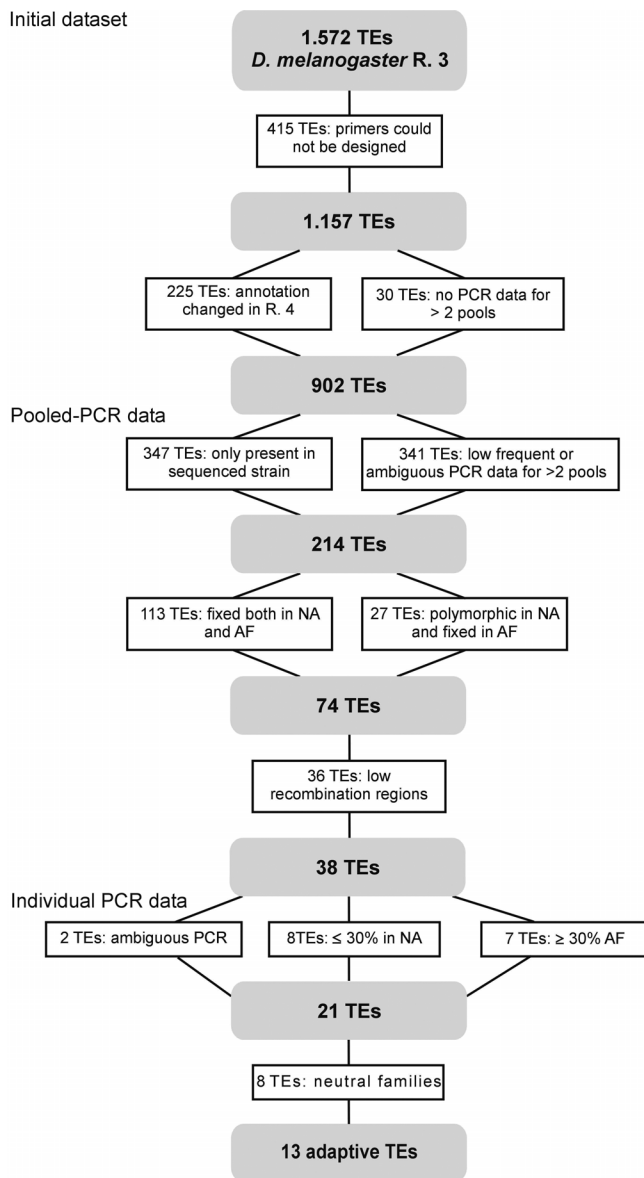 Initial dataset
1.572 TEs
D. melanogaster R. 3
415 TEs: primers could
not be designed
1.157 TEs
225 TEs: annotation
changed in R. 4
30 TEs: no PCR data for
> 2 pools
902 TEs
Pooled-PCR data
347 TEs: only present in
sequenced strain
341 TEs: low frequent or
ambiguous PCR data for >2 pools
214 TEs
113 TEs: fixed both in NA
and AF
27 TEs: polymorphic in NA
and fixed in AF
74 TEs
36 TEs: low
recombination regions
38 TEs
Individual PCR data
2 TEs: ambiguous PCR
8TEs: ≤ 30% in NA
7 TEs: ≥ 30% AF
21 TEs
8 TEs: neutral families
13 adaptive TEs